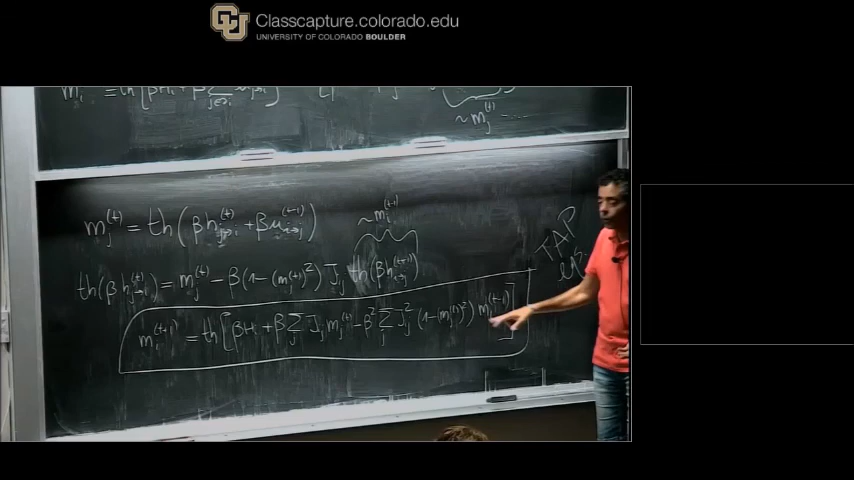 Classcapture.colorado.edu
UNIVERSITY OF COLORADO BOULDER
~m_j^{(t)} ...
m_j^{(t)} = th(βh_{j→i}^{(t)} + βu_{i→j}^{(t-1)})
~m_i^{(t-1)}
th(βh_{j→i}^{(t)}) = m_j^{(t)} - β(1-(m_j^{(t)})^2) J_{ij} th(βh_{i→j}^{(t-1)})
TAP
m_i^{(t+1)} = th[βH_i + βΣ_j J_{ij} m_j^{(t)} - β^2 Σ_j J_{ij}^2 (1-(m_j^{(t)})^2) m_i^{(t-1)}]